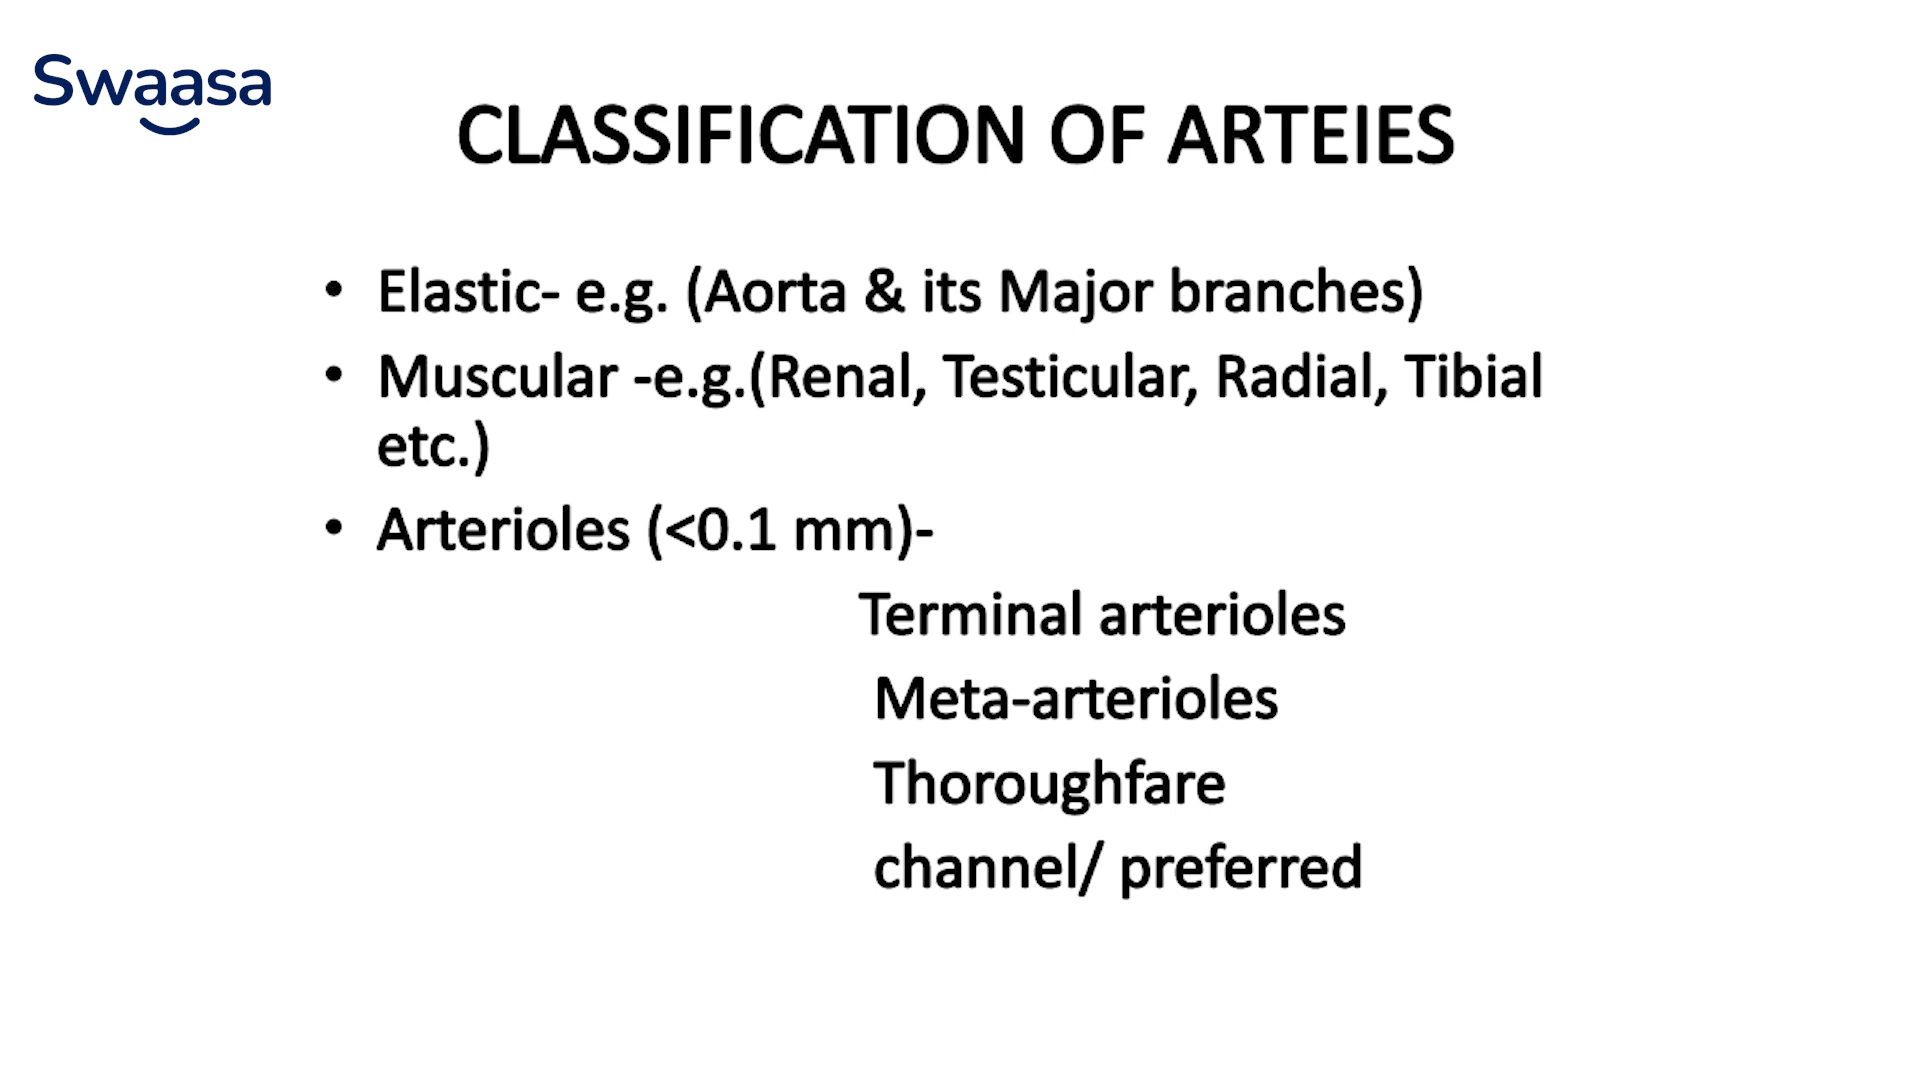 Swaasa
CLASSIFICATION OF ARTEIES
• Elastic- e.g. (Aorta & its Major branches)
• Muscular -e.g.(Renal, Testicular, Radial, Tibial
etc.)
• Arterioles (<0.1 mm)-
Terminal arterioles
Meta-arterioles
Thoroughfare
channel/ preferred